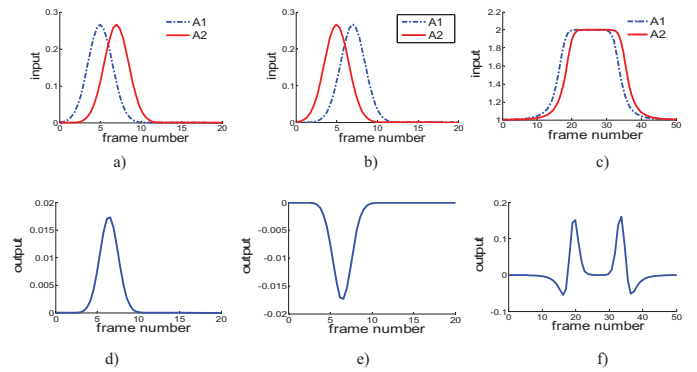 0.3
0.2
0.1
0
input
0
5
10
15
20
frame number
A1
A2
a)
0.3
0.2
0.1
0
input
0
5
10
15
20
frame number
A1
A2
b)
2
1.8
1.6
1.4
1.2
1
input
0
10
20
30
40
50
frame number
A1
A2
c)
0.02
0.015
0.01
0.005
0
output
0
5
10
15
20
frame number
d)
0
-0.005
-0.01
-0.015
-0.02
output
0
5
10
15
20
frame number
e)
0.2
0.1
0
-0.1
output
0
10
20
30
40
50
frame number
f)